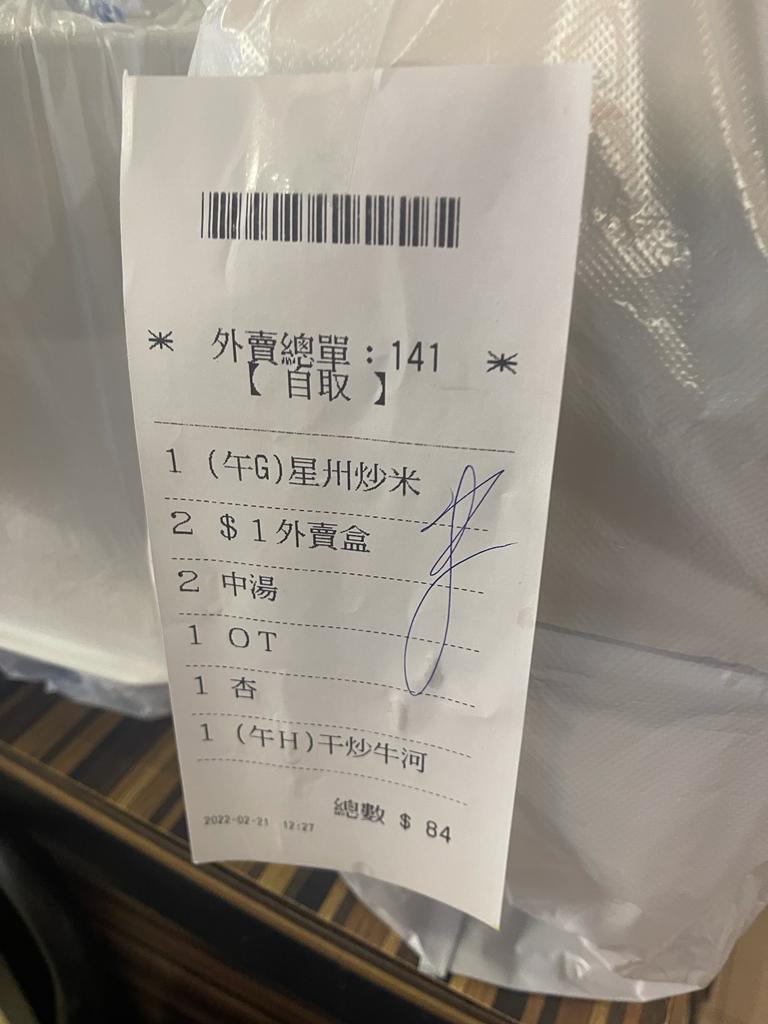 * 外賣總單：141 *
【 自取 】
1 (午G)星州炒米
2 $1外賣盒
2 中湯
1 OT
1 杏
1 (午H)干炒牛河
總數 $ 84
2022-02-21 12:27